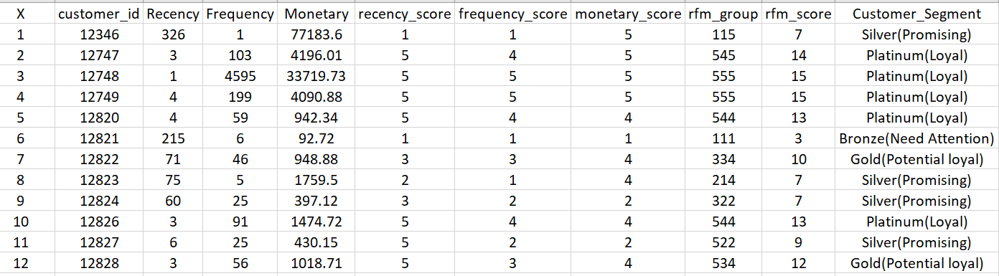 X customer_id Recency Frequency Monetary recency_score frequency_score monetary_score rfm_group rfm_score Customer_Segment
1 12346 326 1 77183.6 1 1 5 115 7 Silver(Promising)
2 12747 3 103 4196.01 5 4 5 545 14 Platinum(Loyal)
3 12748 1 4595 33719.73 5 5 5 555 15 Platinum(Loyal)
4 12749 4 199 4090.88 5 5 5 555 15 Platinum(Loyal)
5 12820 4 59 942.34 5 4 4 544 13 Platinum(Loyal)
6 12821 215 6 92.72 1 1 1 111 3 Bronze(Need Attention)
7 12822 71 46 948.88 3 3 4 334 10 Gold(Potential loyal)
8 12823 75 5 1759.5 2 1 4 214 7 Silver(Promising)
9 12824 60 25 397.12 3 2 2 322 7 Silver(Promising)
10 12826 3 91 1474.72 5 4 4 544 13 Platinum(Loyal)
11 12827 6 25 430.15 5 2 2 522 9 Silver(Promising)
12 12828 3 56 1018.71 5 3 4 534 12 Gold(Potential loyal)